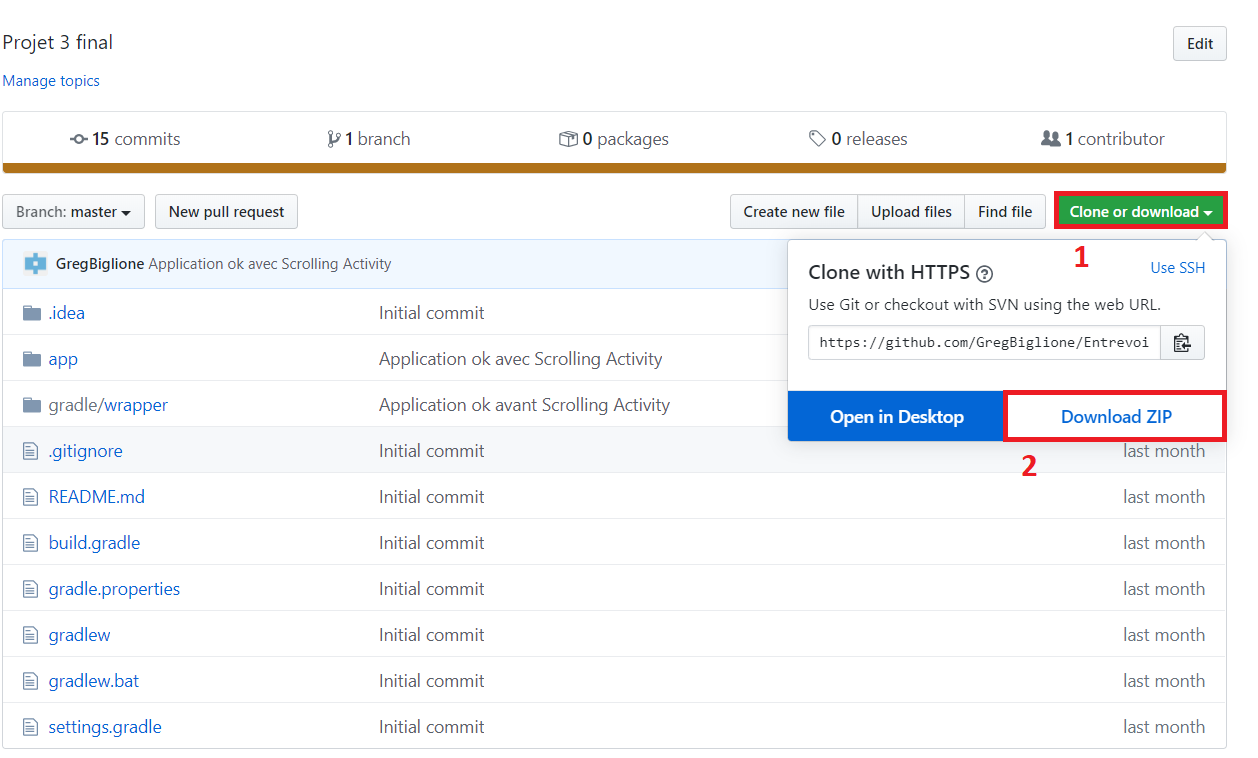 Projet 3 final
Edit
Manage topics
15 commits
1 branch
0 packages
0 releases
1 contributor
Branch: master
New pull request
Create new file
Upload files
Find file
Clone or download
1
GregBiglione Application ok avec Scrolling Activity
Clone with HTTPS
Use SSH
Use Git or checkout with SVN using the web URL.
https://github.com/GregBiglione/Entrevoi
Open in Desktop
Download ZIP
2
.idea Initial commit
app Application ok avec Scrolling Activity
gradle/wrapper Application ok avant Scrolling Activity
.gitignore Initial commit last month
README.md Initial commit last month
build.gradle Initial commit last month
gradle.properties Initial commit last month
gradlew Initial commit last month
gradlew.bat Initial commit last month
settings.gradle Initial commit last month